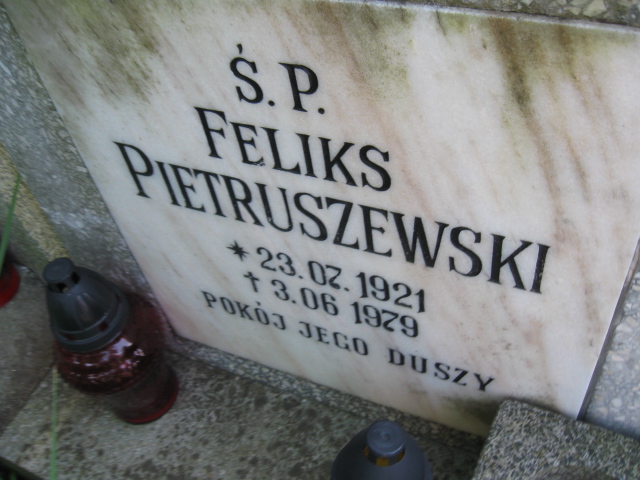 Ś. P.
FELIKS
PIETRUSZEWSKI
* 23.07.1921
† 3.06 1979
POKÓJ JEGO DUSZY